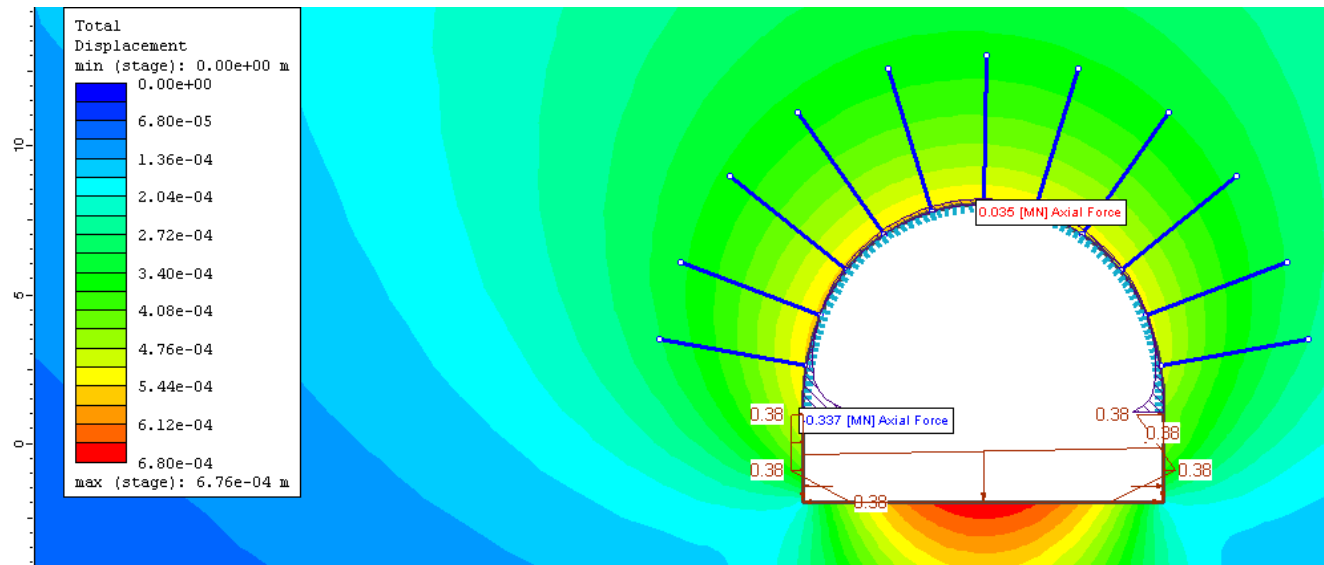 Total
Displacement
min (stage): 0.00e+00 m
0.00e+00
6.80e-05
1.36e-04
2.04e-04
2.72e-04
3.40e-04
4.08e-04
4.76e-04
5.44e-04
6.12e-04
6.80e-04
max (stage): 6.76e-04 m
10
5
0
0.035 [MN] Axial Force
-0.337 [MN] Axial Force
0.38
0.38
0.38
0.38
0.38
0.38